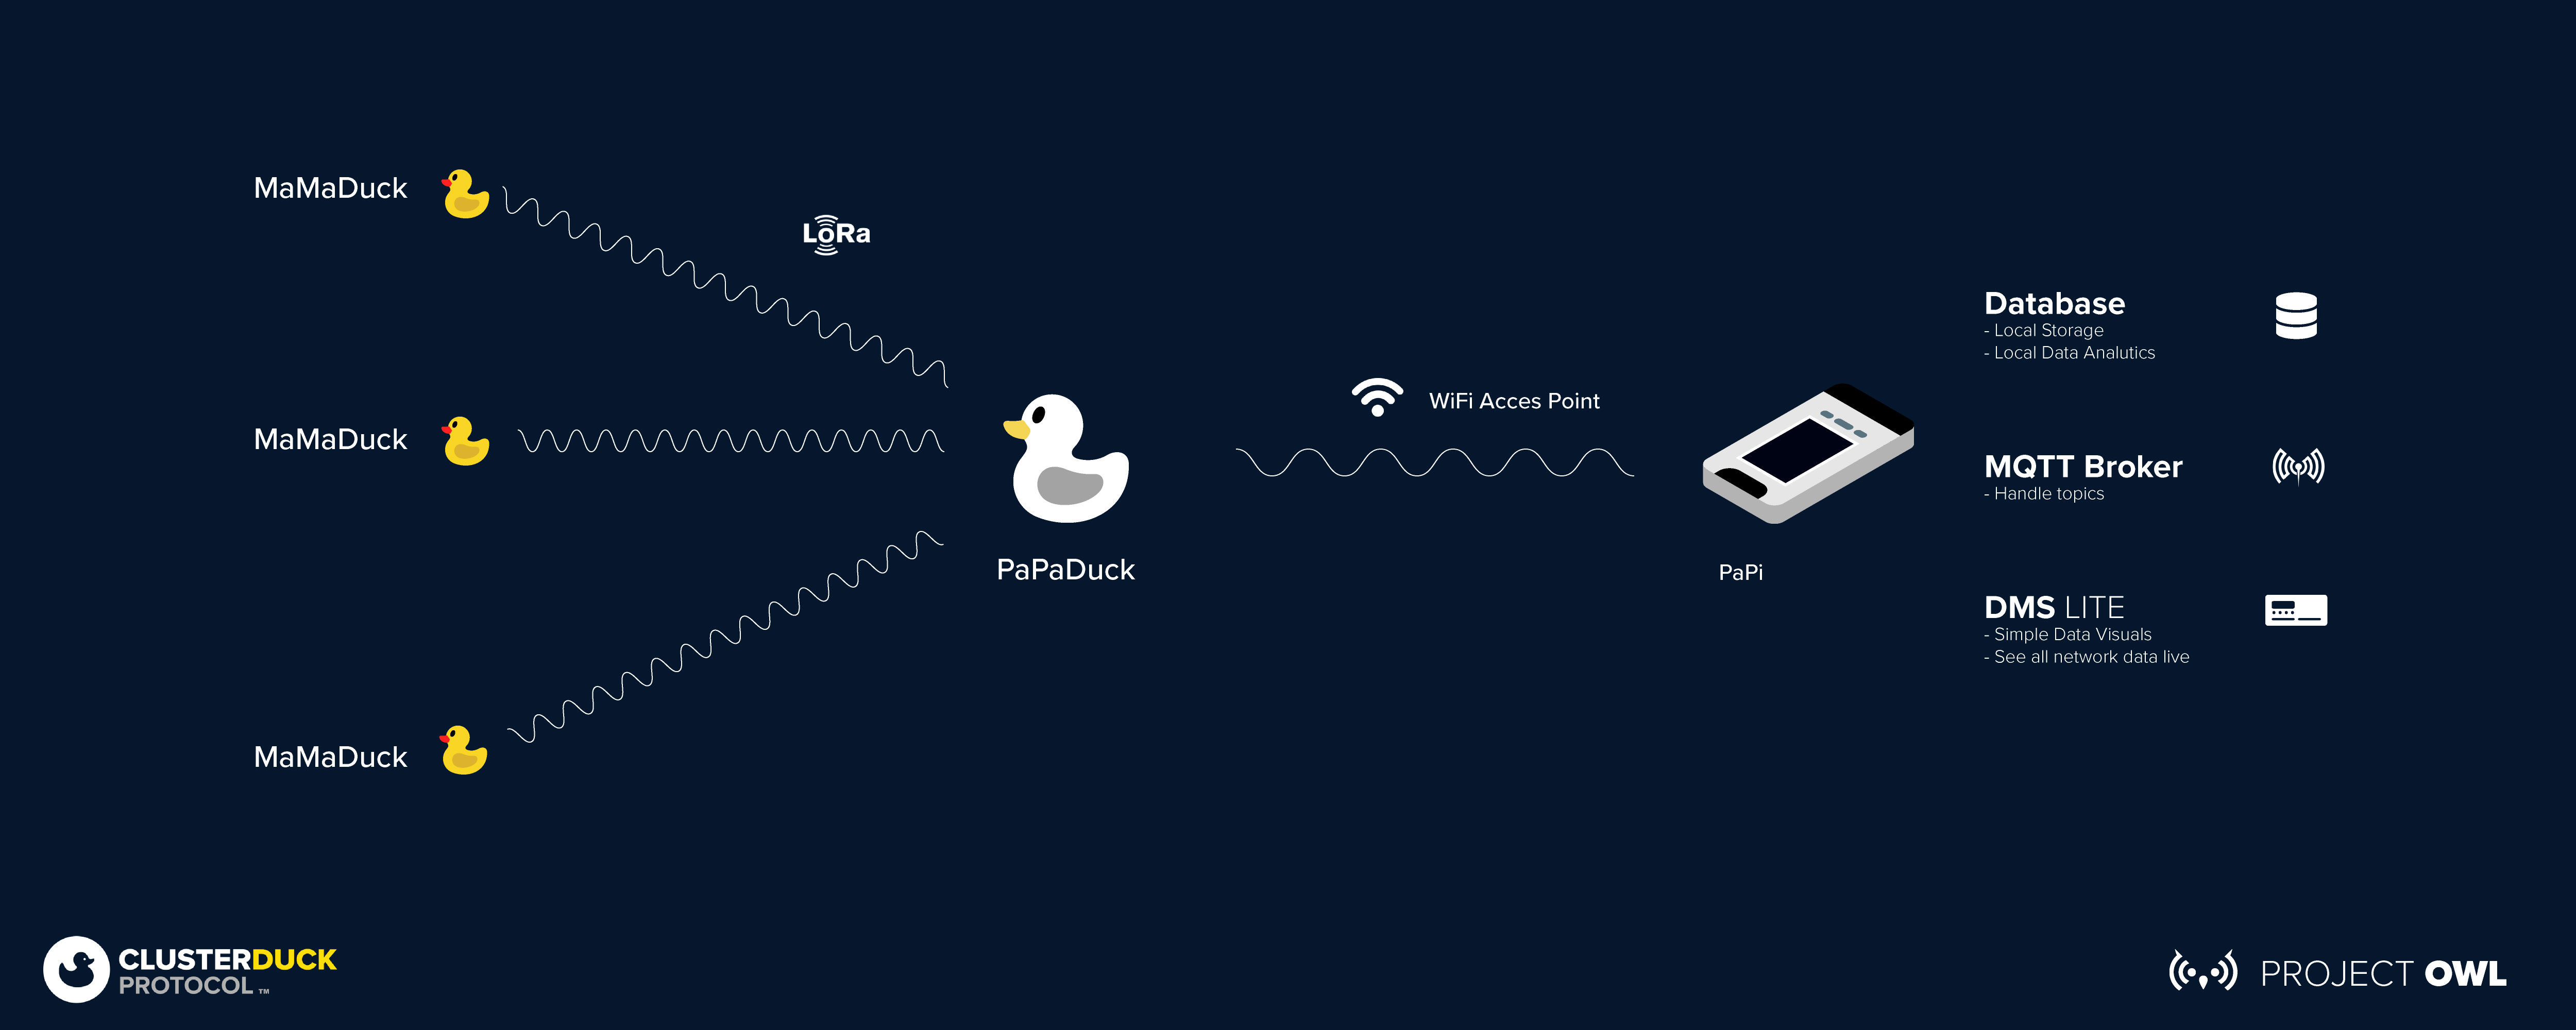 MaMaDuck
LoRa
MaMaDuck
MaMaDuck
PaPaDuck
WiFi Acces Point
PaPi
Database
- Local Storage
- Local Data Analutics
MQTT Broker
- Handle topics
DMS LITE
- Simple Data Visuals
- See all network data live
CLUSTERDUCK
PROTOCOL ™
PROJECT OWL